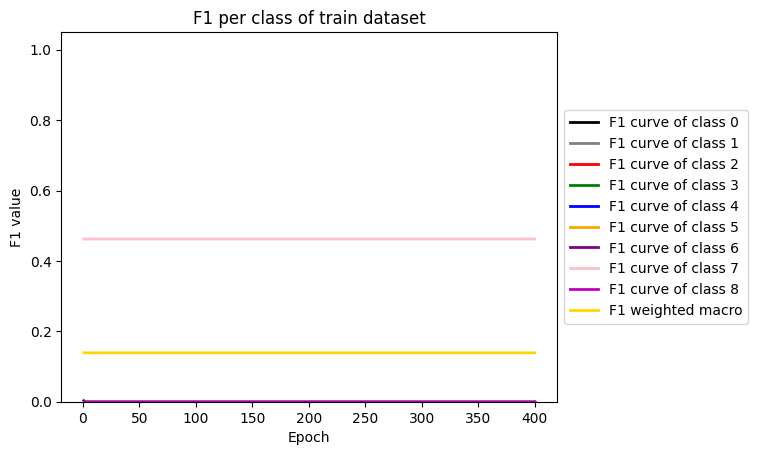 F1 per class of train dataset
F1 value
1.0
0.8
0.6
0.4
0.2
0.0
0 50 100 150 200 250 300 350 400
Epoch
F1 curve of class 0
F1 curve of class 1
F1 curve of class 2
F1 curve of class 3
F1 curve of class 4
F1 curve of class 5
F1 curve of class 6
F1 curve of class 7
F1 curve of class 8
F1 weighted macro